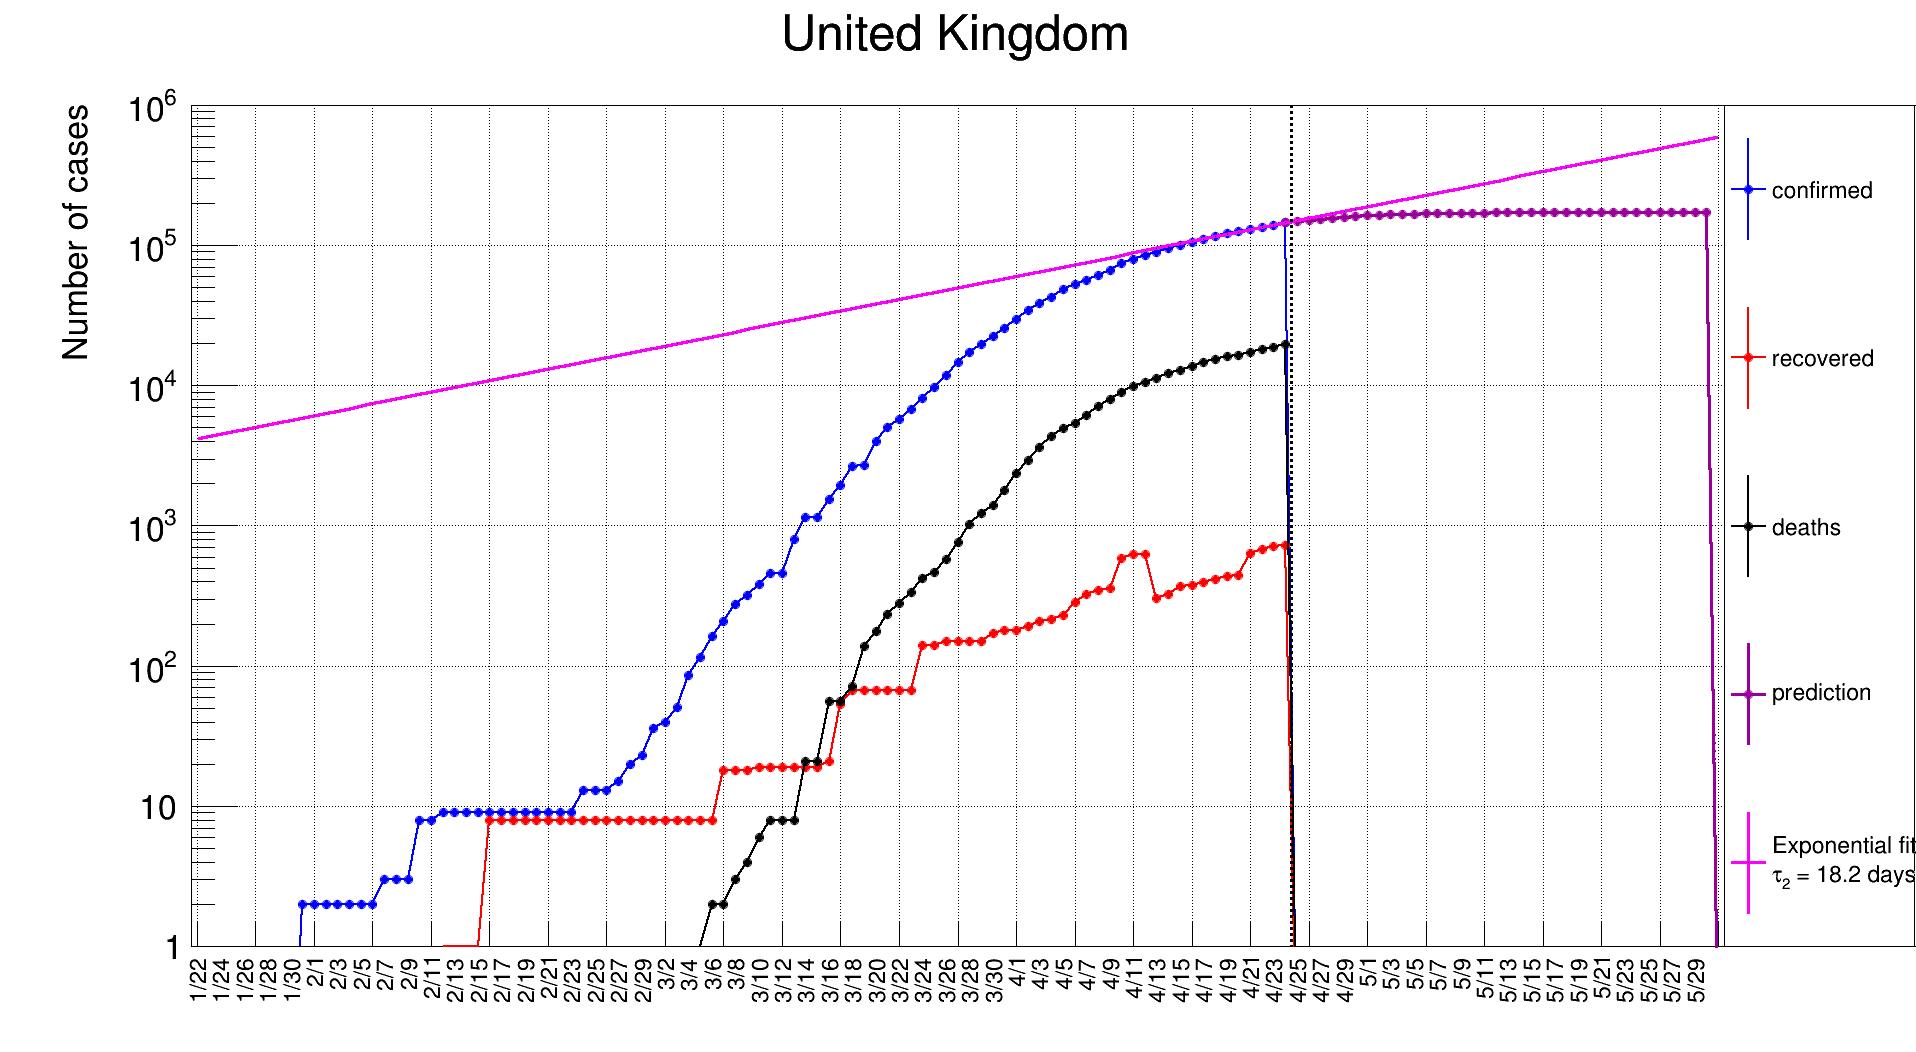 United Kingdom
Number of cases
10^6
10^5
10^4
10^3
10^2
10
1
1/22 1/24 1/26 1/28 1/30 2/1 2/3 2/5 2/7 2/9 2/11 2/13 2/15 2/17 2/19 2/21 2/23 2/25 2/27 2/29 3/2 3/4 3/6 3/8 3/10 3/12 3/14 3/16 3/18 3/20 3/22 3/24 3/26 3/28 3/30 4/1 4/3 4/5 4/7 4/9 4/11 4/13 4/15 4/17 4/19 4/21 4/23 4/25 4/27 4/29 5/1 5/3 5/5 5/7 5/9 5/11 5/13 5/15 5/17 5/19 5/21 5/23 5/25 5/27 5/29
confirmed
recovered
deaths
prediction
Exponential fit
τ₂ = 18.2 days